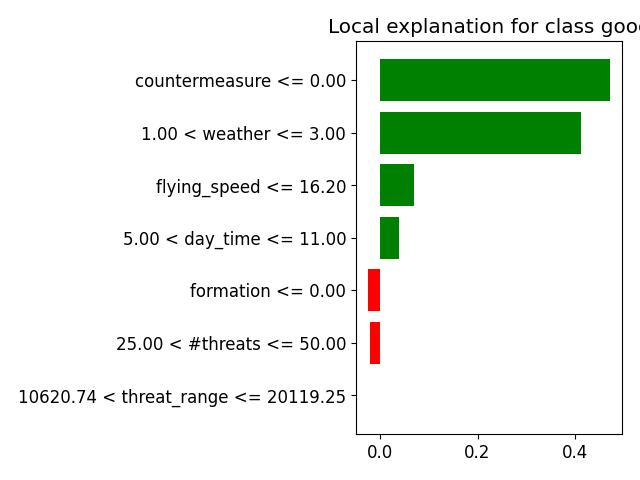 Local explanation for class good
countermeasure <= 0.00
1.00 < weather <= 3.00
flying_speed <= 16.20
5.00 < day_time <= 11.00
formation <= 0.00
25.00 < #threats <= 50.00
10620.74 < threat_range <= 20119.25
0.0 0.2 0.4